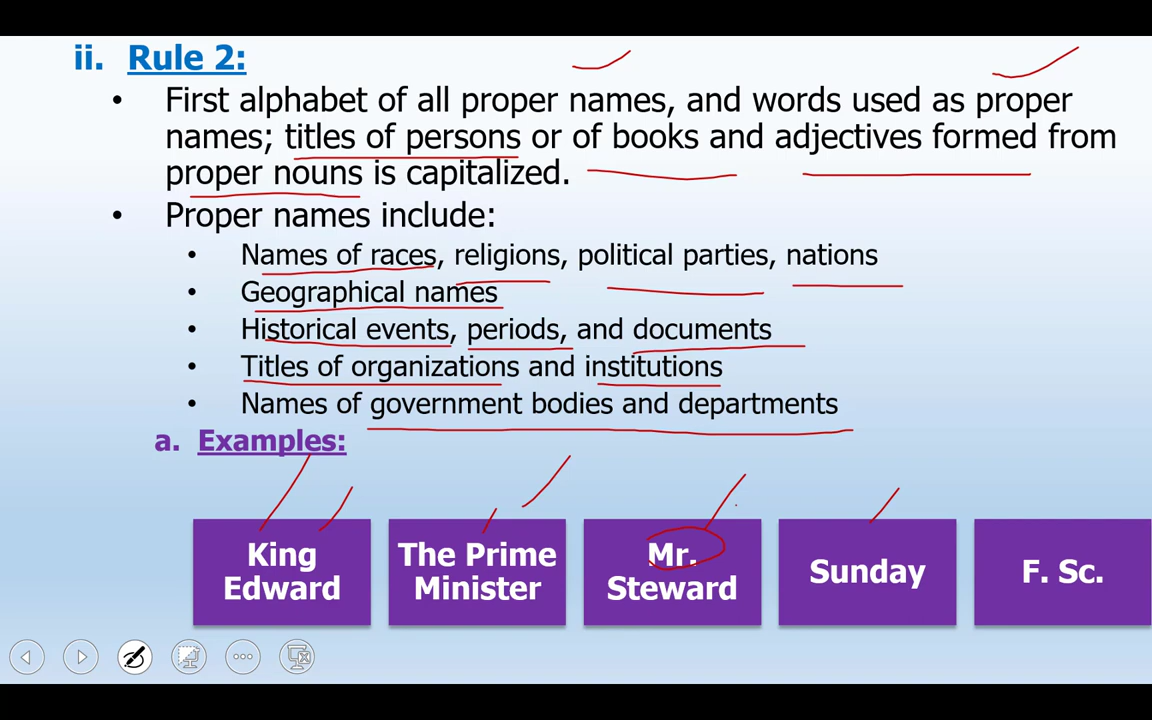 ii. Rule 2:
• First alphabet of all proper names, and words used as proper
names; titles of persons or of books and adjectives formed from
proper nouns is capitalized.
• Proper names include:
• Names of races, religions, political parties, nations
• Geographical names
• Historical events, periods, and documents
• Titles of organizations and institutions
• Names of government bodies and departments
a. Examples:
King
Edward
The Prime
Minister
Mr.
Steward
Sunday
F. Sc.